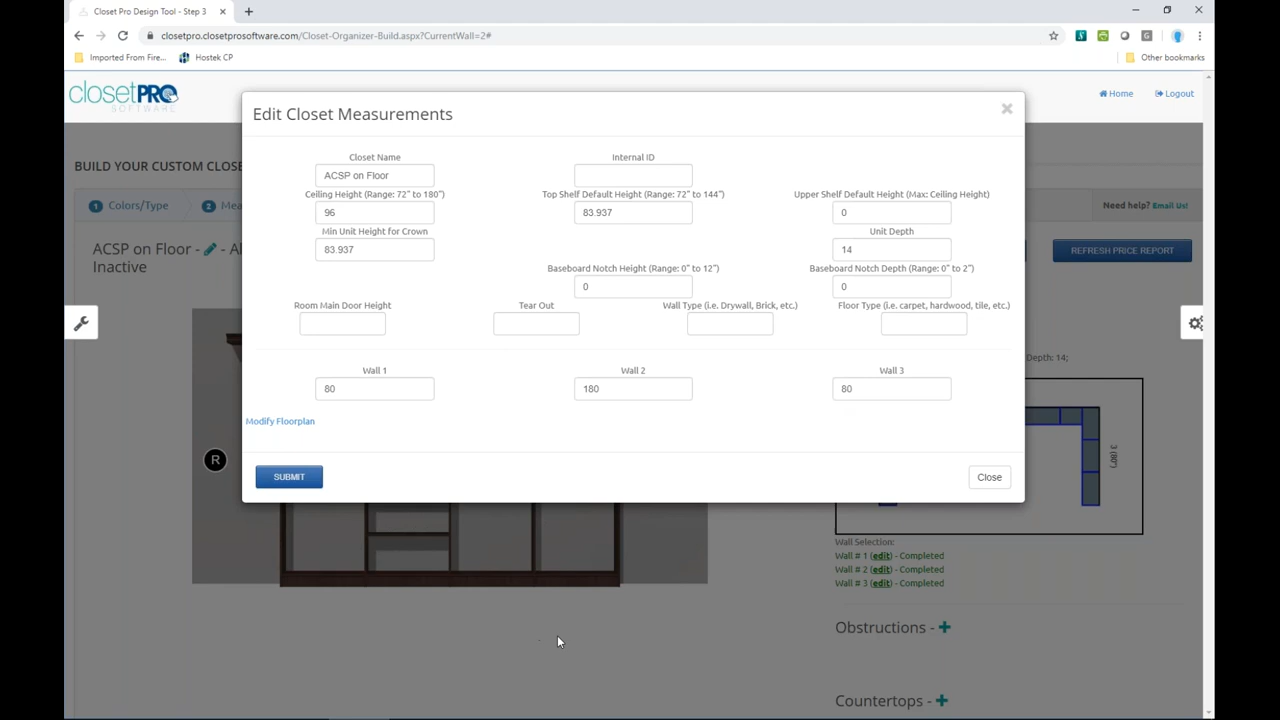 Closet Pro Design Tool - Step 3
closetpro.closetprosoftware.com/Closet-Organizer-Build.aspx?CurrentWall=2#
Imported From Fire... Hostek CP Other bookmarks
closetPRO
SOFTWARE
Home Logout
Edit Closet Measurements
BUILD YOUR CUSTOM CLOSE
1 Colors/Type 2 Mea
Need help? Email Us!
ACSP on Floor - - Al
Inactive
REFRESH PRICE REPORT
Closet Name Internal ID
ACSP on Floor
Ceiling Height (Range: 72" to 180") Top Shelf Default Height (Range: 72" to 144") Upper Shelf Default Height (Max: Ceiling Height)
96 83.937 0
Min Unit Height for Crown Unit Depth
83.937 14
Baseboard Notch Height (Range: 0" to 12") Baseboard Notch Depth (Range: 0" to 2")
0 0
Room Main Door Height Tear Out Wall Type (i.e. Drywall, Brick, etc.) Floor Type (i.e. carpet, hardwood, tile, etc.)
Depth: 14;
Wall 1 Wall 2 Wall 3
80 180 80
Modify Floorplan
R
3 (80")
SUBMIT Close
Wall Selection:
Wall # 1 (edit) - Completed
Wall # 2 (edit) - Completed
Wall # 3 (edit) - Completed
Obstructions - +
Countertops - +